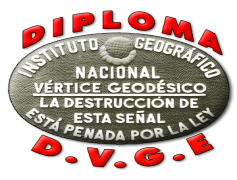 DIPLOMA
INSTITUTO GEOGRÁFICO
NACIONAL
VÉRTICE GEODÉSICO
LA DESTRUCCIÓN DE
ESTA SEÑAL
ESTÁ PENADA POR LA LEY
D.V.G.E